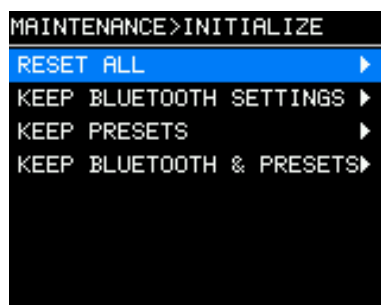 MAINTENANCE>INITIALIZE
RESET ALL
KEEP BLUETOOTH SETTINGS
KEEP PRESETS
KEEP BLUETOOTH & PRESETS